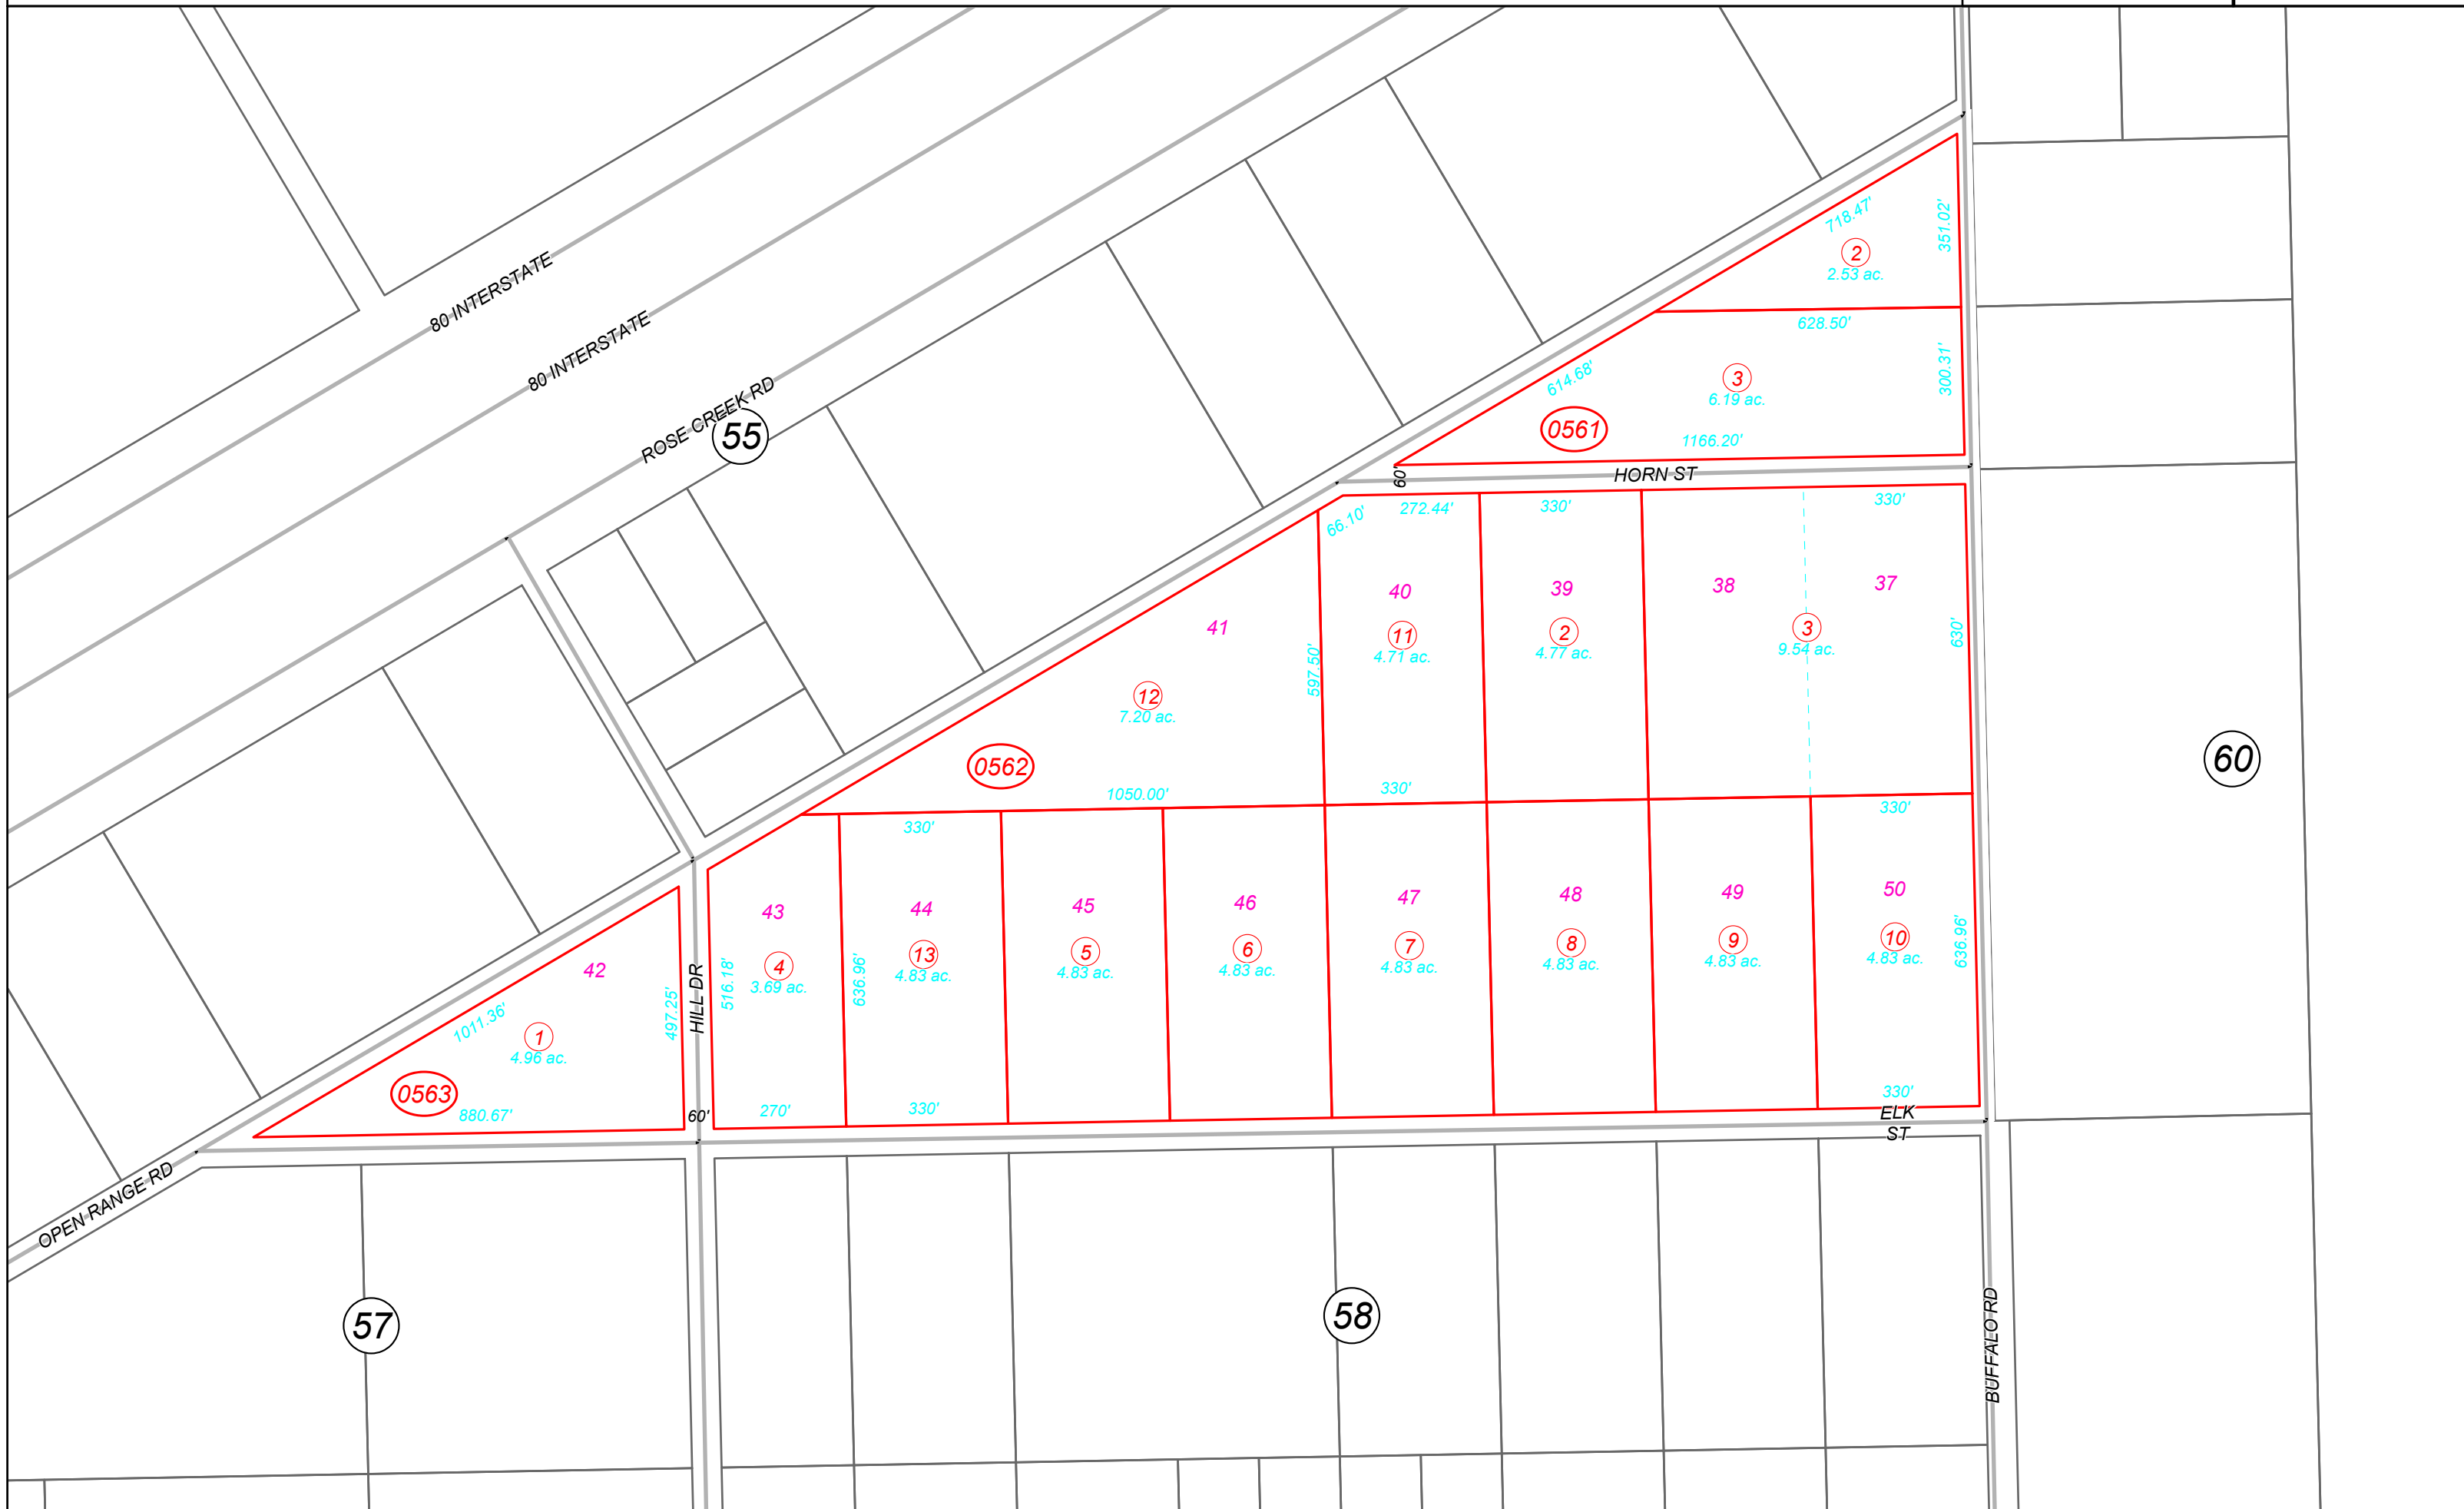 80 INTERSTATE
80 INTERSTATE
ROSE CREEK RD
55
718.47'
351.02'
2
2.53 ac.
628.50'
614.68'
3
6.19 ac.
300.31'
0561
1166.20'
60'
HORN ST
66.10'
272.44'
330'
330'
41
40
39
38
37
11
4.71 ac.
2
4.77 ac.
3
9.54 ac.
630'
597.50'
12
7.20 ac.
0562
60
1050.00'
330'
330'
330'
43
44
45
46
47
48
49
50
516.18'
4
3.69 ac.
636.96'
13
4.83 ac.
5
4.83 ac.
6
4.83 ac.
7
4.83 ac.
8
4.83 ac.
9
4.83 ac.
10
4.83 ac.
636.96'
42
497.25'
HILL DR
1011.36'
1
4.96 ac.
0563
880.67'
60'
270'
330'
330'
ELK
ST
OPEN RANGE RD
57
58
BUFFALO RD